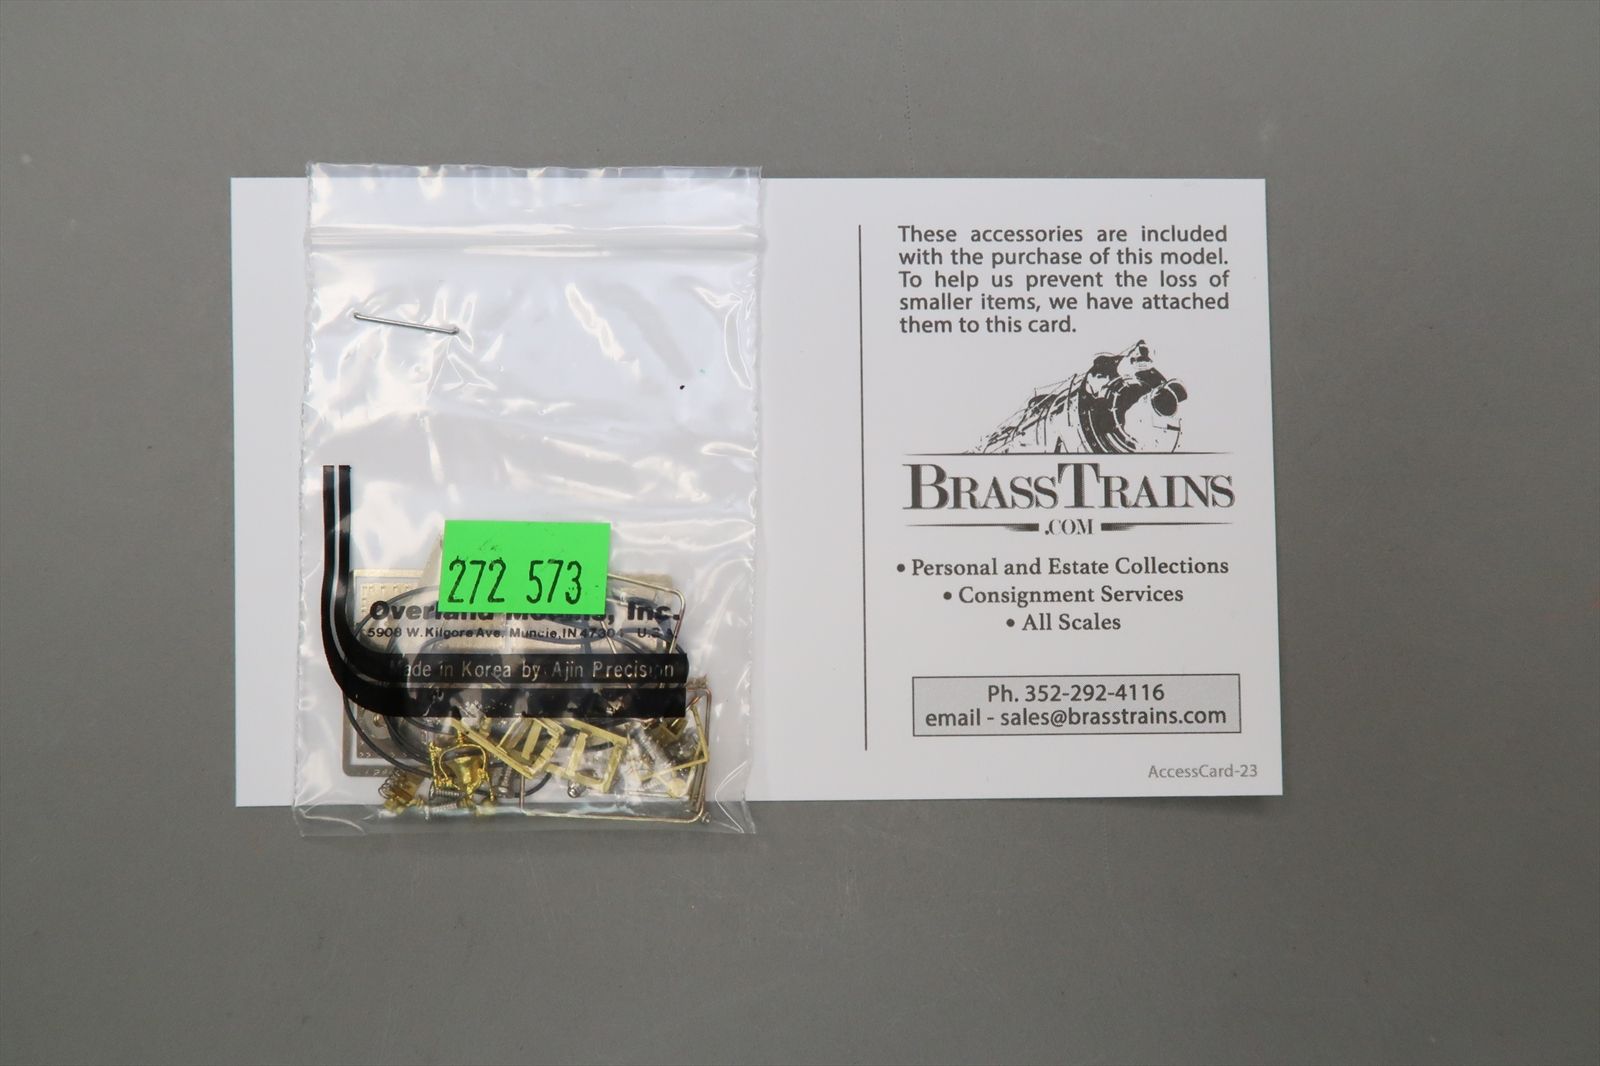 272 573
Overland Models, Inc.
5908 W. Kilgore Ave, Muncie, IN 47304 U.S.A.
Made in Korea by Ajin Precision
These accessories are included
with the purchase of this model.
To help us prevent the loss of
smaller items, we have attached
them to this card.
BRASSTRAINS
.COM
• Personal and Estate Collections
• Consignment Services
• All Scales
Ph. 352-292-4116
email - sales@brasstrains.com
AccessCard-23